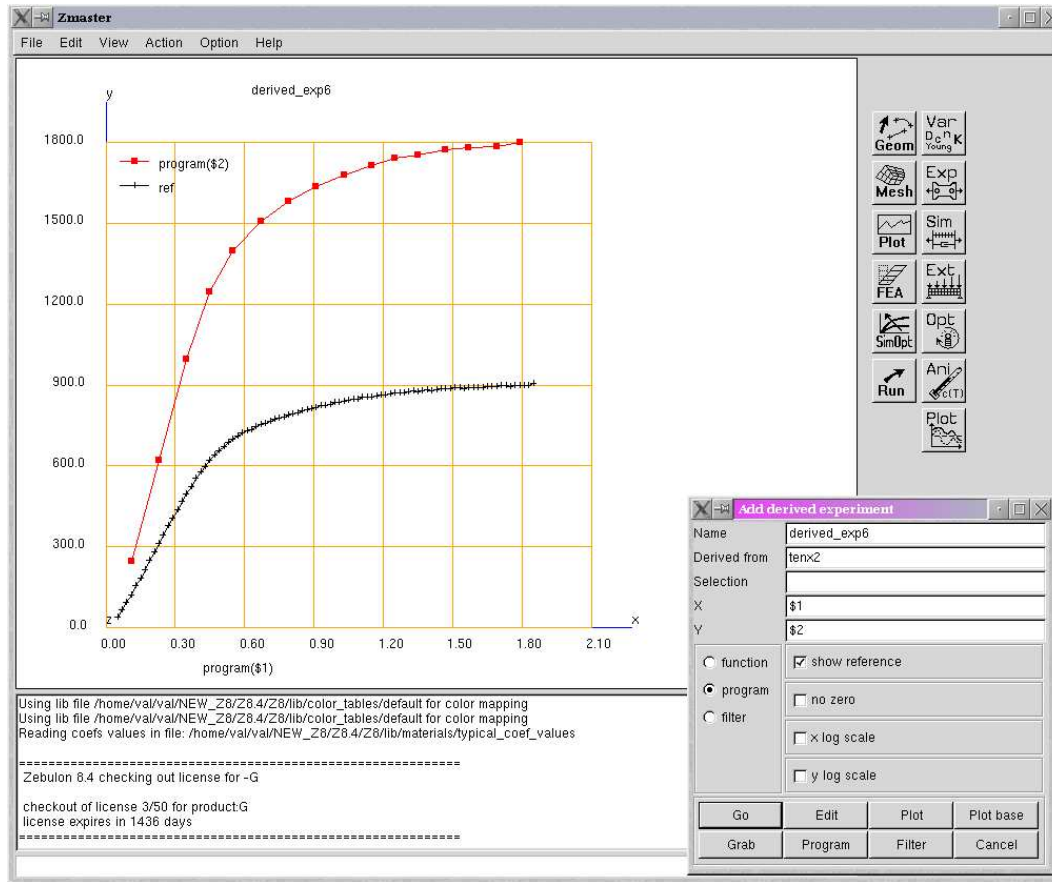 Zmaster
File Edit View Action Option Help
derived_exp6
y
1800.0
1500.0
1200.0
900.0
600.0
300.0
0.0
program($2)
ref
z
x
0.00 0.30 0.60 0.90 1.20 1.50 1.80 2.10
program($1)
Geom
Var
D c n K
Young
Mesh
Exp
Plot
Sim
FEA
Ext
SimOpt
Opt
Run
Ani
c(T)
Plot
Using lib file /home/val/val/NEW_Z8/Z8.4/Z8/lib/color_tables/default for color mapping
Using lib file /home/val/val/NEW_Z8/Z8.4/Z8/lib/color_tables/default for color mapping
Reading coefs values in file: /home/val/val/NEW_Z8/Z8.4/Z8/lib/materials/typical_coef_values
============================================================
Zebulon 8.4 checking out license for -G
checkout of license 3/50 for product:G
license expires in 1436 days
============================================================
Add derived experiment
Name derived_exp6
Derived from tenx2
Selection
X $1
Y $2
function
program
filter
show reference
no zero
x log scale
y log scale
Go Edit Plot Plot base
Grab Program Filter Cancel